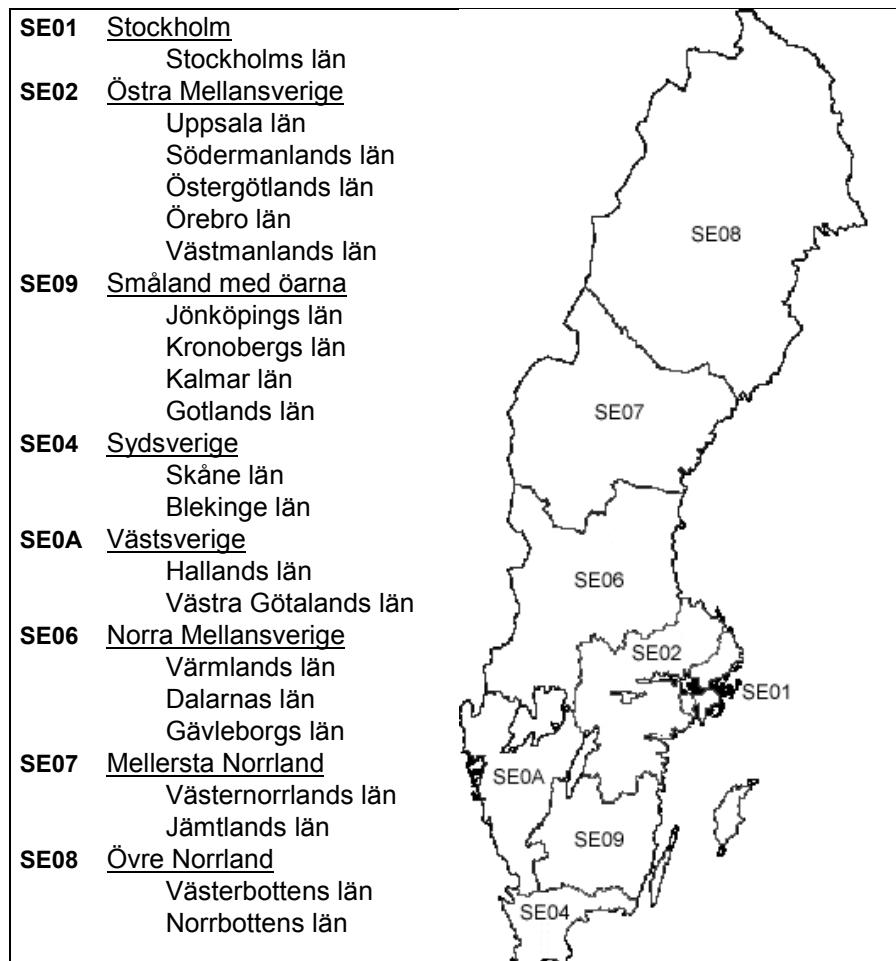 SE01 Stockholm
Stockholms län
SE02 Östra Mellansverige
Uppsala län
Södermanlands län
Östergötlands län
Örebro län
Västmanlands län
SE09 Småland med öarna
Jönköpings län
Kronobergs län
Kalmar län
Gotlands län
SE04 Sydsverige
Skåne län
Blekinge län
SE0A Västsverige
Hallands län
Västra Götalands län
SE06 Norra Mellansverige
Värmlands län
Dalarnas län
Gävleborgs län
SE07 Mellersta Norrland
Västernorrlands län
Jämtlands län
SE08 Övre Norrland
Västerbottens län
Norrbottens län
SE08
SE07
SE06
SE02
SE01
SE0A
SE09
SE04